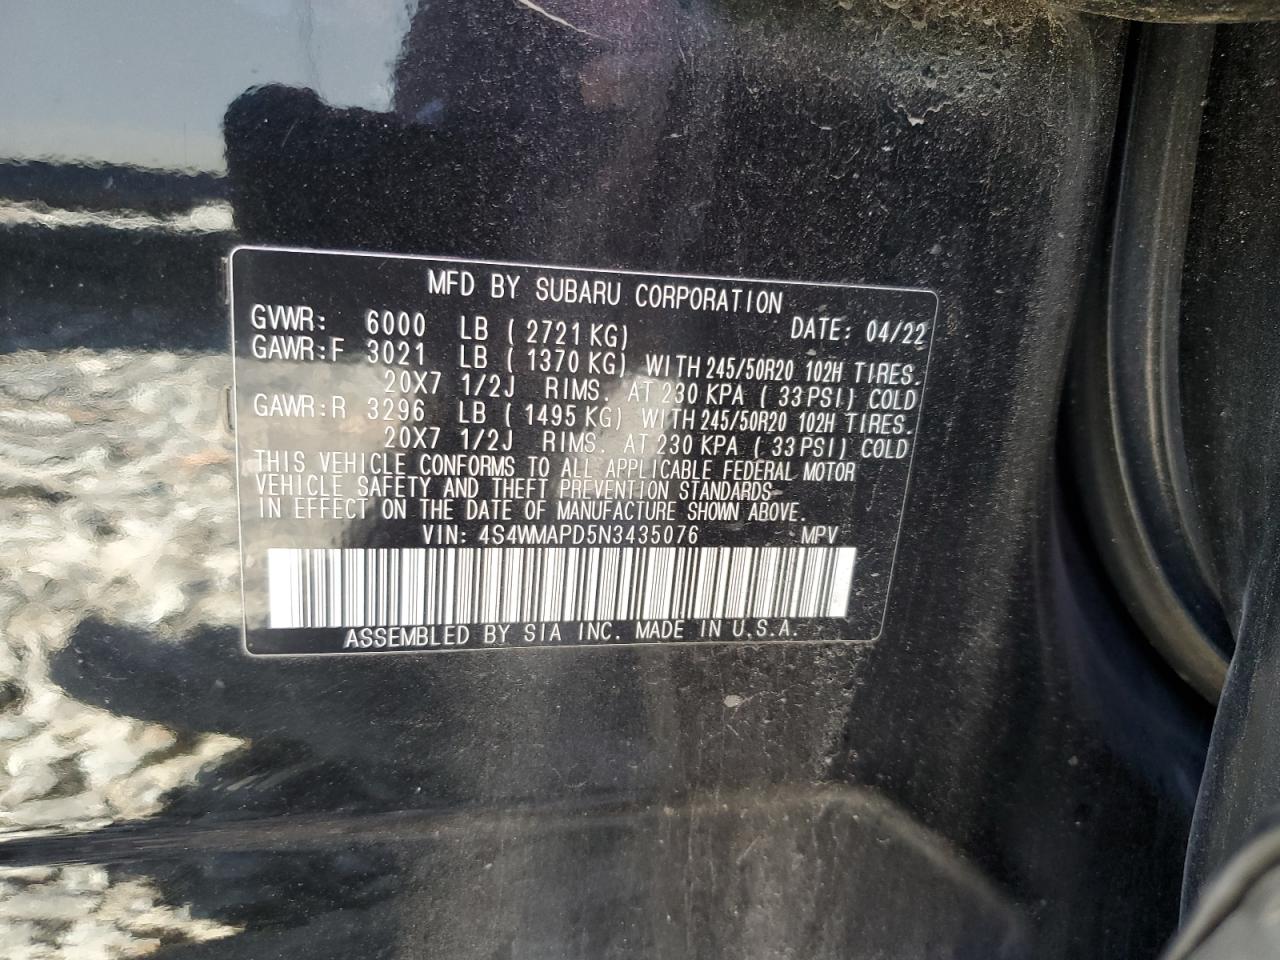 MFD BY SUBARU CORPORATION
GVWR: 6000 LB ( 2721 KG) DATE: 04/22
GAWR:F 3021 LB ( 1370 KG) WITH 245/50R20 102H TIRES.
20X7 1/2J RIMS. AT 230 KPA ( 33 PSI) COLD
GAWR:R 3296 LB ( 1495 KG) WITH 245/50R20 102H TIRES.
20X7 1/2J RIMS. AT 230 KPA ( 33 PSI) COLD
THIS VEHICLE CONFORMS TO ALL APPLICABLE FEDERAL MOTOR
VEHICLE SAFETY AND THEFT PREVENTION STANDARDS
IN EFFECT ON THE DATE OF MANUFACTURE SHOWN ABOVE.
VIN: 4S4WMAPD5N3435076 MPV
ASSEMBLED BY SIA INC. MADE IN U.S.A.